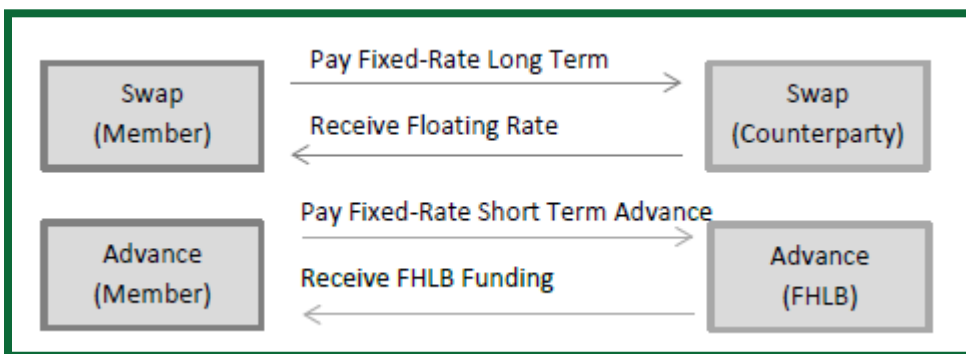 Pay Fixed-Rate Long Term
Swap
(Member)
Receive Floating Rate
Swap
(Counterparty)
Pay Fixed-Rate Short Term Advance
Advance
(Member)
Receive FHLB Funding
Advance
(FHLB)